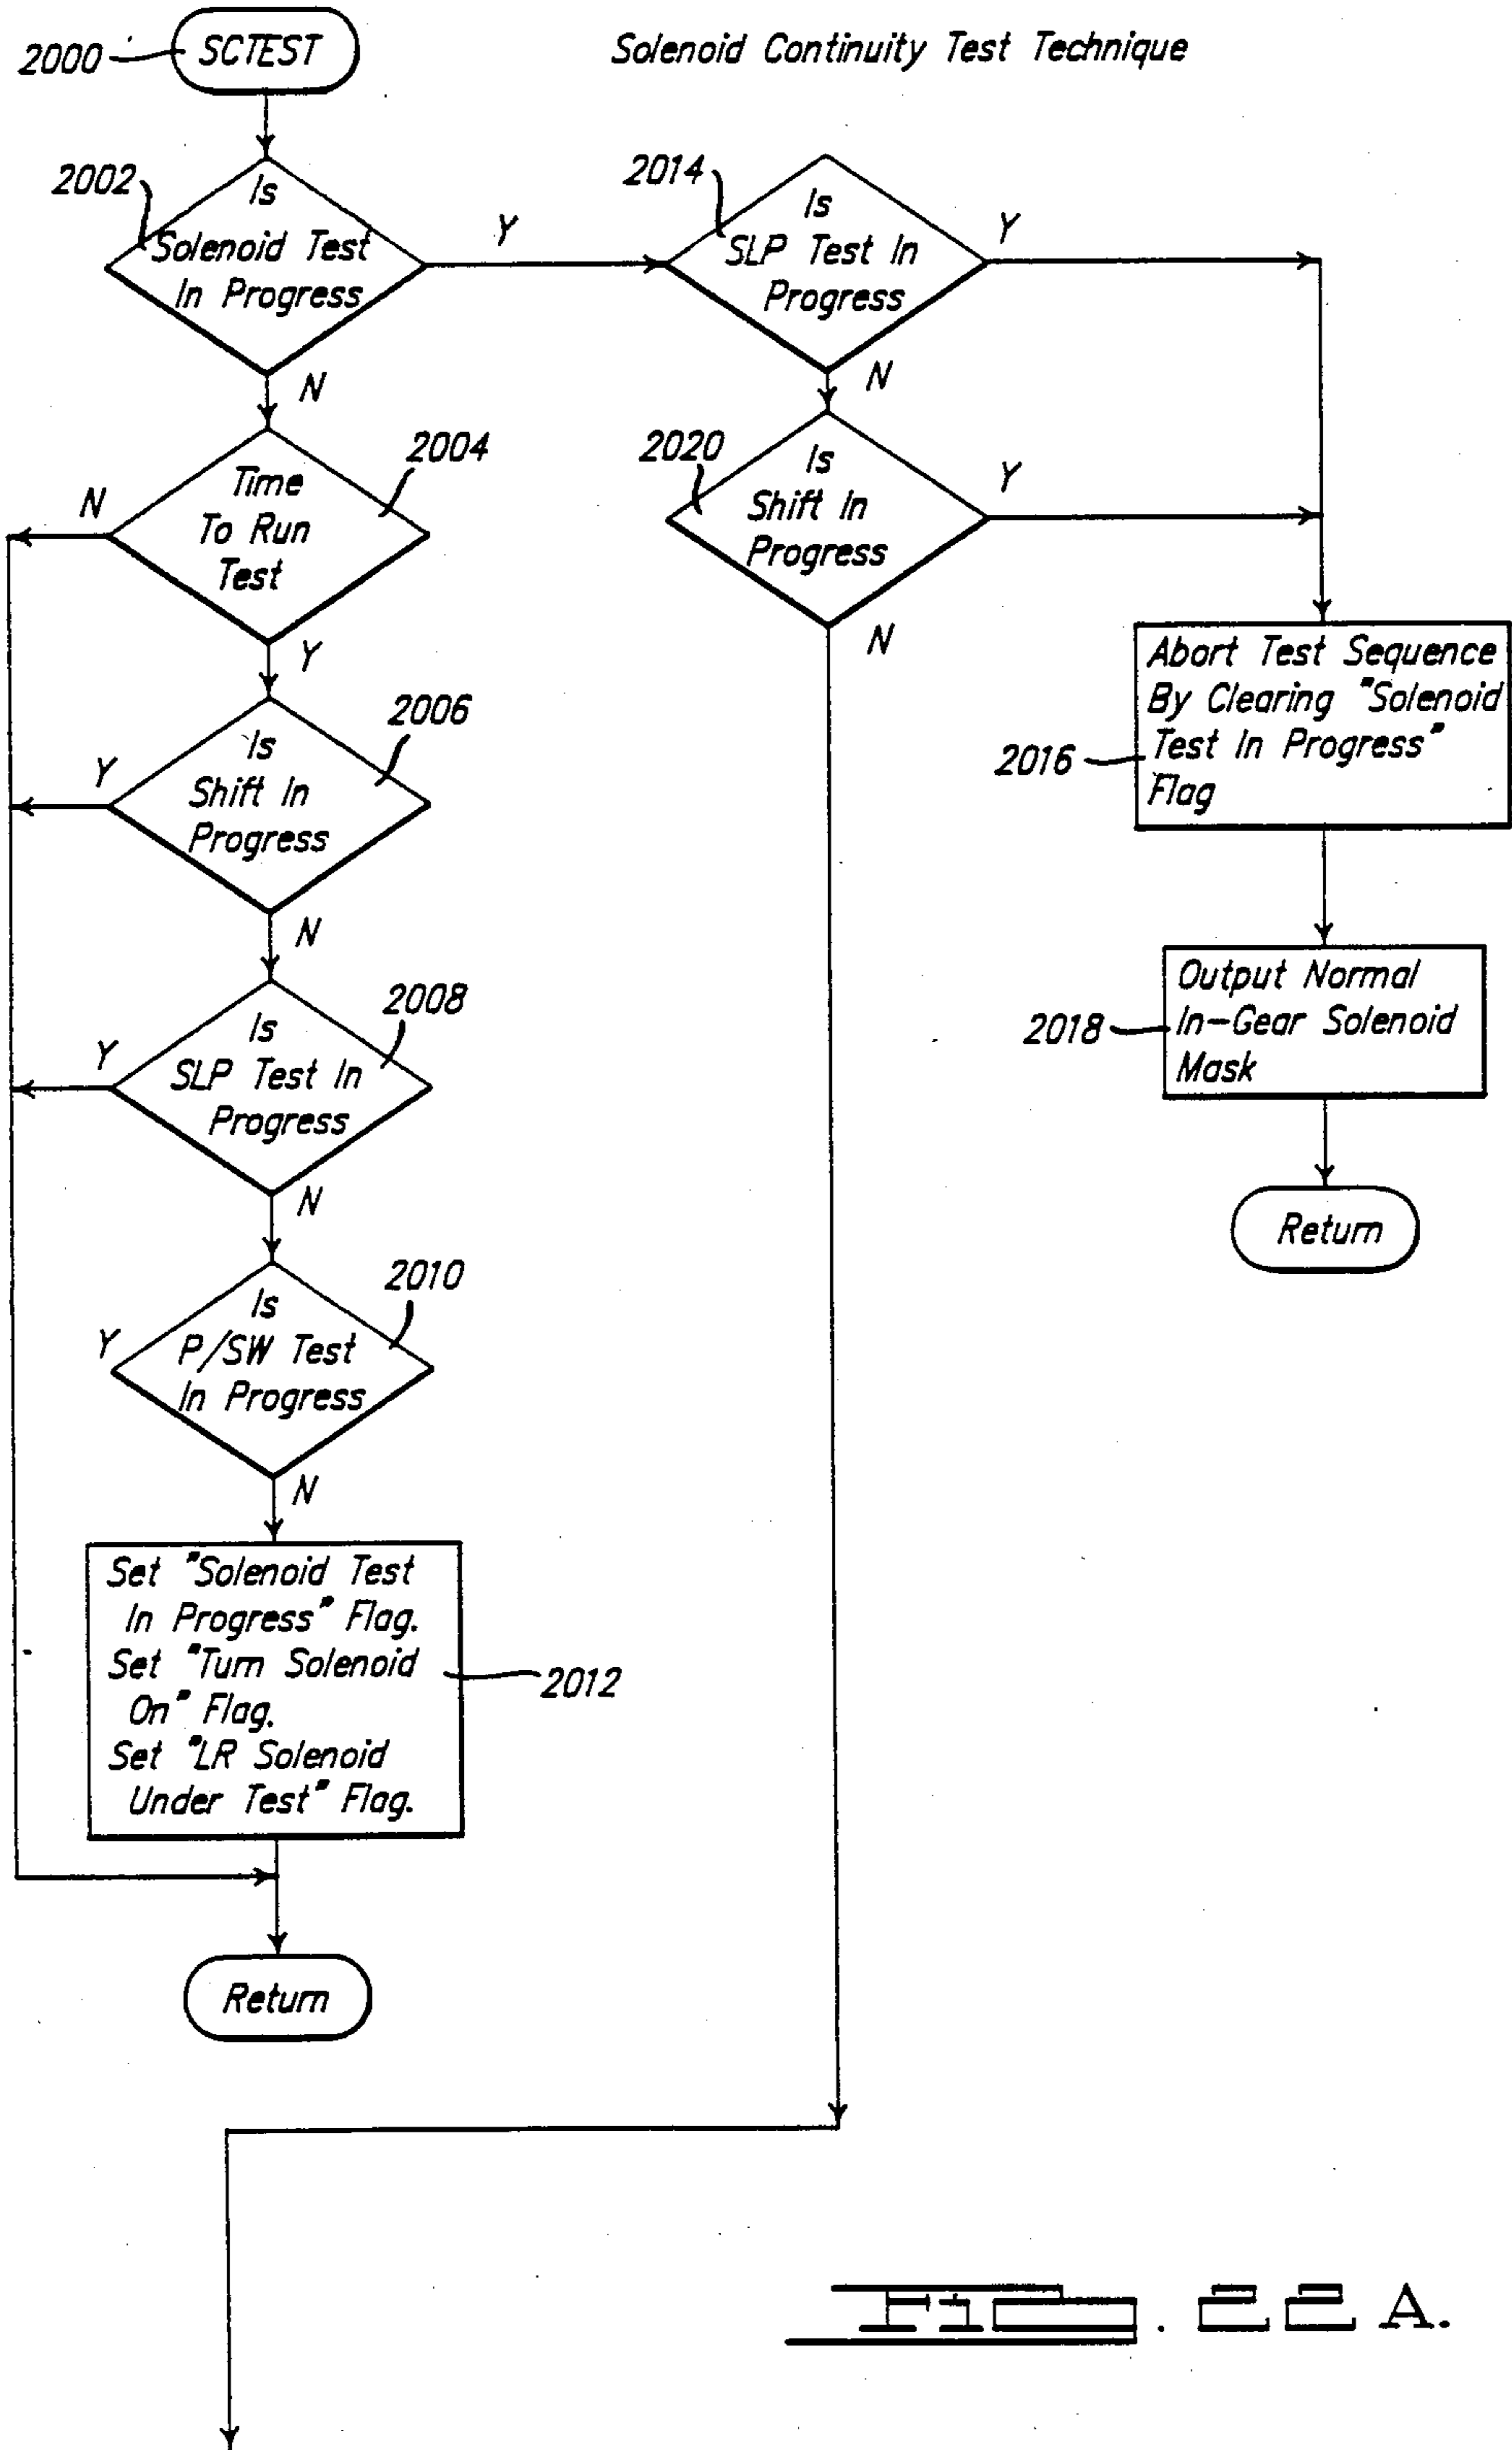 Solenoid Continuity Test Technique
2000
SCTEST
2002
Is
Solenoid Test
In Progress
Y
N
2014
Is
SLP Test In
Progress
Y
N
2004
Time
To Run
Test
N
Y
2020
Is
Shift In
Progress
Y
N
2006
Is
Shift In
Progress
Y
N
2016
Abort Test Sequence
By Clearing "Solenoid
Test In Progress"
Flag
2018
Output Normal
In-Gear Solenoid
Mask
Return
2008
Is
SLP Test In
Progress
Y
N
2010
Is
P/SW Test
In Progress
Y
N
Set "Solenoid Test
In Progress" Flag.
Set "Turn Solenoid
On" Flag.
Set "LR Solenoid
Under Test" Flag.
2012
Return
FIG. 22 A.